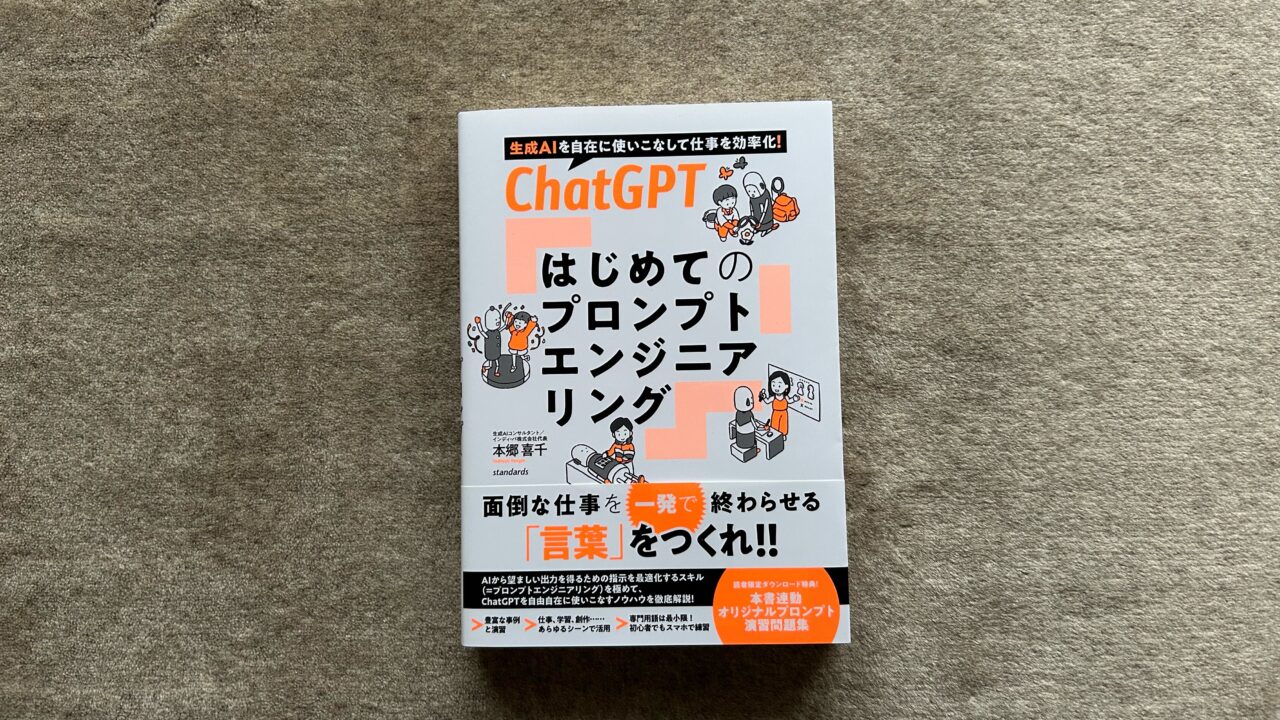 生成AIを自在に使いこなして仕事を効率化!
ChatGPT
はじめての
プロンプト
エンジニア
リング
生成AIコンサルタント/
インディ・パ株式会社代表
本郷 喜千
standards
面倒な仕事を 一発で 終わらせる
「言葉」をつくれ!!
AIから望ましい出力を得るための指示を最適化するスキル
(=プロンプトエンジニアリング)を極めて、
ChatGPTを自由自在に使いこなすノウハウを徹底解説!
豊富な事例
と演習
仕事、学習、創作……
あらゆるシーンで活用
専門用語は最小限!
初心者でもスマホで練習
読者限定ダウンロード特典!
本書連動
オリジナルプロンプト
演習問題集